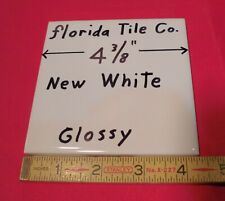 florida Tile Co.
4 3/8"
New White
Glossy
1 2 3 4